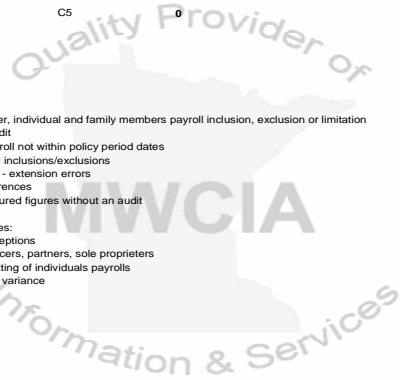 C5 0
Quality Provider of
er, individual and family members payroll inclusion, exclusion or limitation
dit
roll not within policy period dates
inclusions/exclusions
- extension errors
rences
ured figures without an audit
MWCIA
es:
eptions
cers, partners, sole proprieters
tting of individuals payrolls
variance
Information & Services